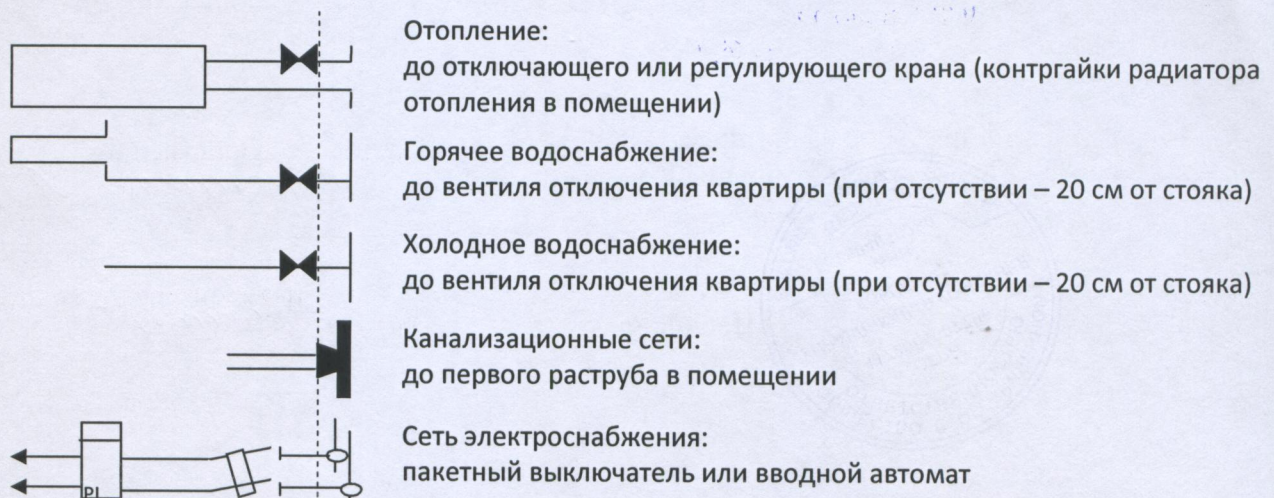 Отопление:
до отключающего или регулирующего крана (контргайки радиатора
отопления в помещении)
Горячее водоснабжение:
до вентиля отключения квартиры (при отсутствии – 20 см от стояка)
Холодное водоснабжение:
до вентиля отключения квартиры (при отсутствии – 20 см от стояка)
Канализационные сети:
до первого раструба в помещении
Сеть электроснабжения:
пакетный выключатель или вводной автомат
PI